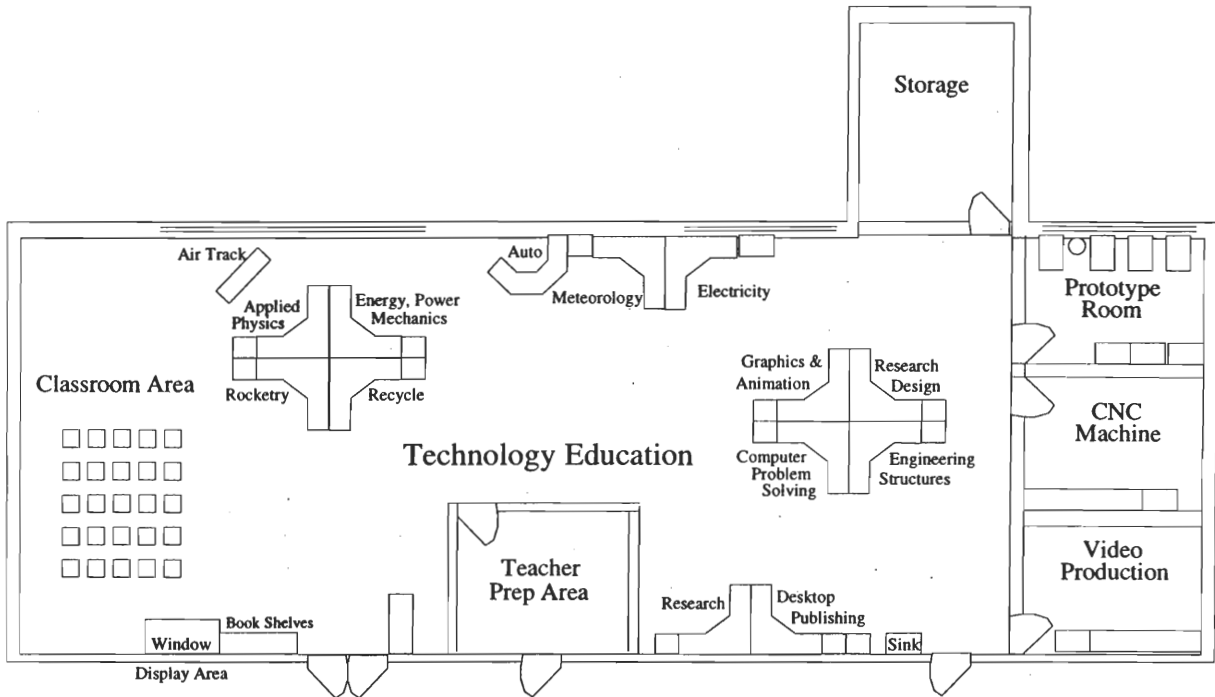 Storage
Air Track
Auto
Applied
Physics
Energy, Power
Mechanics
Meteorology
Electricity
Prototype
Room
Classroom Area
Rocketry
Recycle
Graphics &
Animation
Research
Design
CNC
Machine
Technology Education
Computer
Problem
Solving
Engineering
Structures
Teacher
Prep Area
Video
Production
Research
Desktop
Publishing
Book Shelves
Window
Sink
Display Area